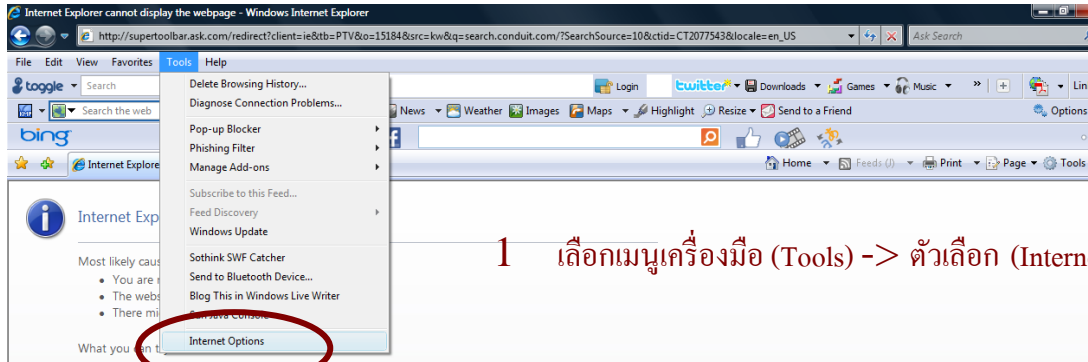 Internet Explorer cannot display the webpage - Windows Internet Explorer
http://supertoolbar.ask.com/redirect?client=ie&tb=PTV&o=15184&src=kw&q=search.conduit.com/?SearchSource=10&ctid=CT2077543&locale=en_US Ask Search
File Edit View Favorites Tools Help
toggle Search Login twitter Downloads Games Music » Lin
Search the web News Weather Images Maps Highlight Resize Send to a Friend Options
bing
Internet Explore Home Feeds (J) Print Page Tools
Delete Browsing History...
Diagnose Connection Problems...
Pop-up Blocker
Phishing Filter
Manage Add-ons
Subscribe to this Feed...
Feed Discovery
Windows Update
Sothink SWF Catcher
Send to Bluetooth Device...
Blog This in Windows Live Writer
Sun Java Console
Internet Options
Internet Exp
Most likely caus
• You are
• The webs
• There mi
What you can t
1 เลือกเมนูเครื่องมือ (Tools) -> ตัวเลือก (Intern